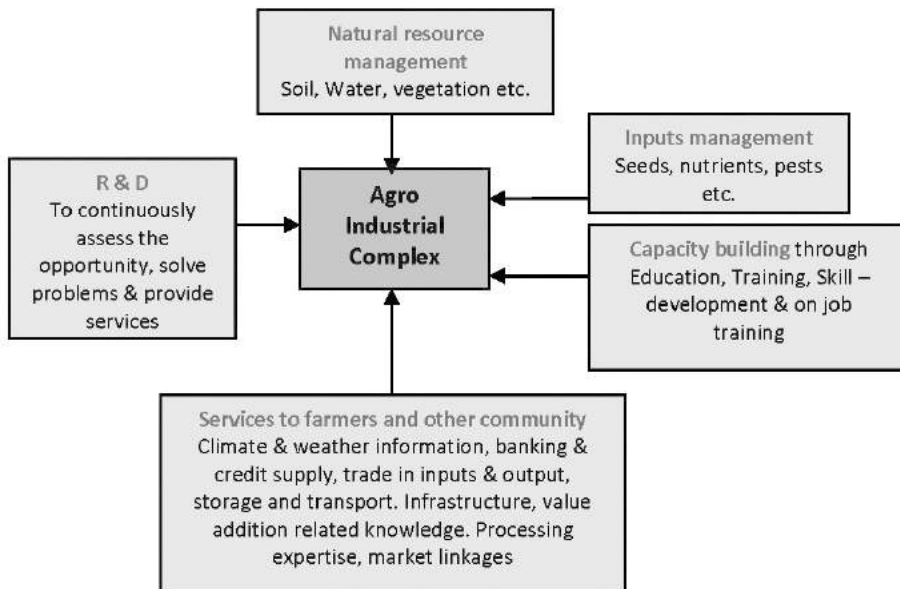 Natural resource
management
Soil, Water, vegetation etc.
Inputs management
Seeds, nutrients, pests
etc.
R & D
To continuously
assess the
opportunity, solve
problems & provide
services
Agro
Industrial
Complex
Capacity building through
Education, Training, Skill –
development & on job
training
Services to farmers and other community
Climate & weather information, banking &
credit supply, trade in inputs & output,
storage and transport. Infrastructure, value
addition related knowledge. Processing
expertise, market linkages